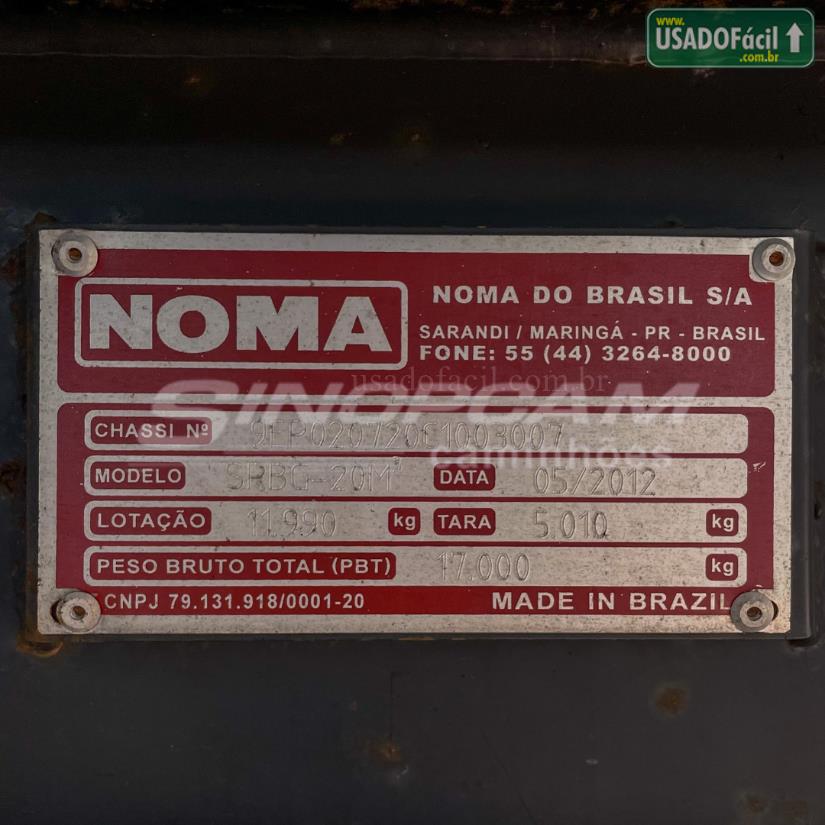 www.
USADOFácil
.com.br
NOMA
NOMA DO BRASIL S/A
SARANDI / MARINGÁ - PR - BRASIL
FONE: 55 (44) 3264-8000
usadofacil.com.br
SINOPCAM
caminhões
CHASSI Nº
MODELO SRBG-20M³ DATA 05/2012
LOTAÇÃO 11.990 kg TARA 5.010 kg
PESO BRUTO TOTAL (PBT) 17.000 kg
CNPJ 79.131.918/0001-20 MADE IN BRAZIL